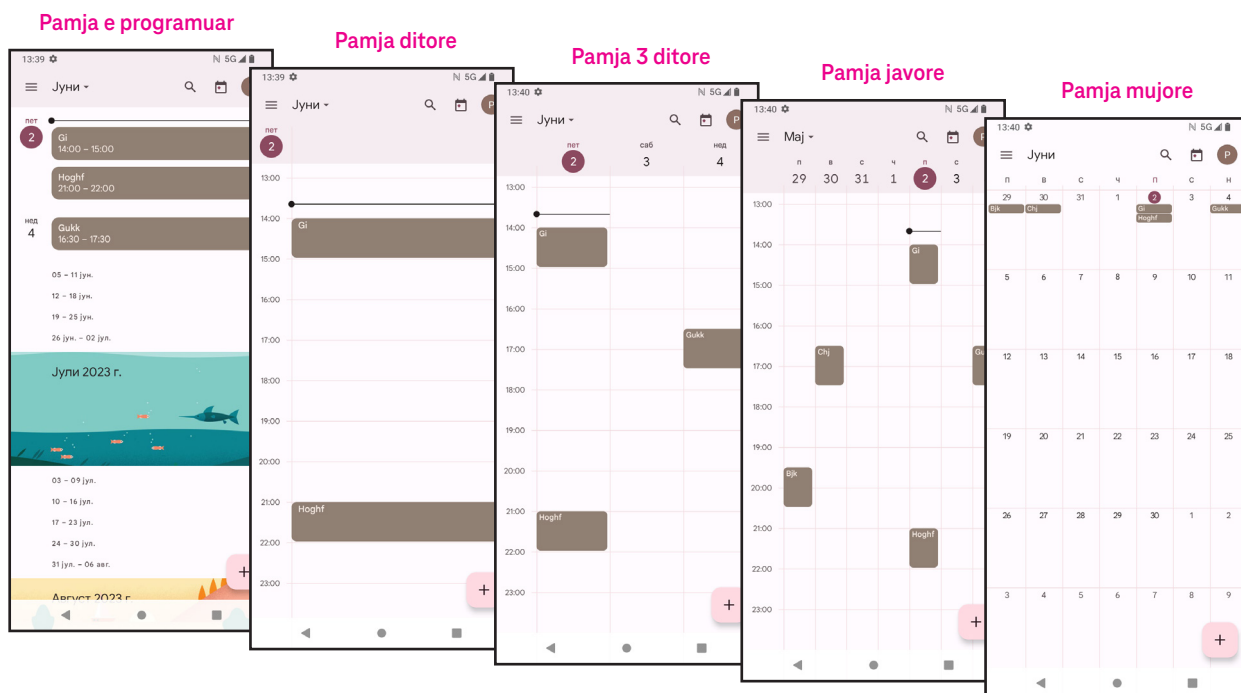 Pamja e programuar
13:39
5G
Јуни
пет
2
Gi
14:00 – 15:00
Hoghf
21:00 – 22:00
нед
4
Gukk
16:30 – 17:30
05 – 11 јун.
12 – 18 јун.
19 – 25 јун.
26 јун. – 02 јул.
Јули 2023 г.
03 – 09 јул.
10 – 16 јул.
17 – 23 јул.
24 – 30 јул.
31 јул. – 06 авг.
Август 2023 г.
+
Pamja ditore
13:39
5G
Јуни
P
пет
2
13:00
14:00
Gi
15:00
16:00
17:00
18:00
19:00
20:00
21:00
Hoghf
22:00
23:00
+
Pamja 3 ditore
13:40
5G
Јуни
P
пет саб нед
2 3 4
13:00
14:00
Gi
15:00
16:00
Gukk
17:00
18:00
19:00
20:00
21:00
Hoghf
22:00
23:00
+
Pamja javore
13:40
5G
Мај
п в с ч п с
29 30 31 1 2 3
13:00
14:00
Gi
15:00
16:00
Chj
17:00
18:00
19:00
Bjk
20:00
21:00
Hoghf
22:00
23:00
+
Pamja mujore
13:40
5G
Јуни
P
п в с ч п с н
29 30 31 1 2 3 4
Bjk Chj Gi Gukk
Hoghf
5 6 7 8 9 10 11
12 13 14 15 16 17 18
19 20 21 22 23 24 25
26 27 28 29 30 1 2
3 4 5 6 7 8 9
+